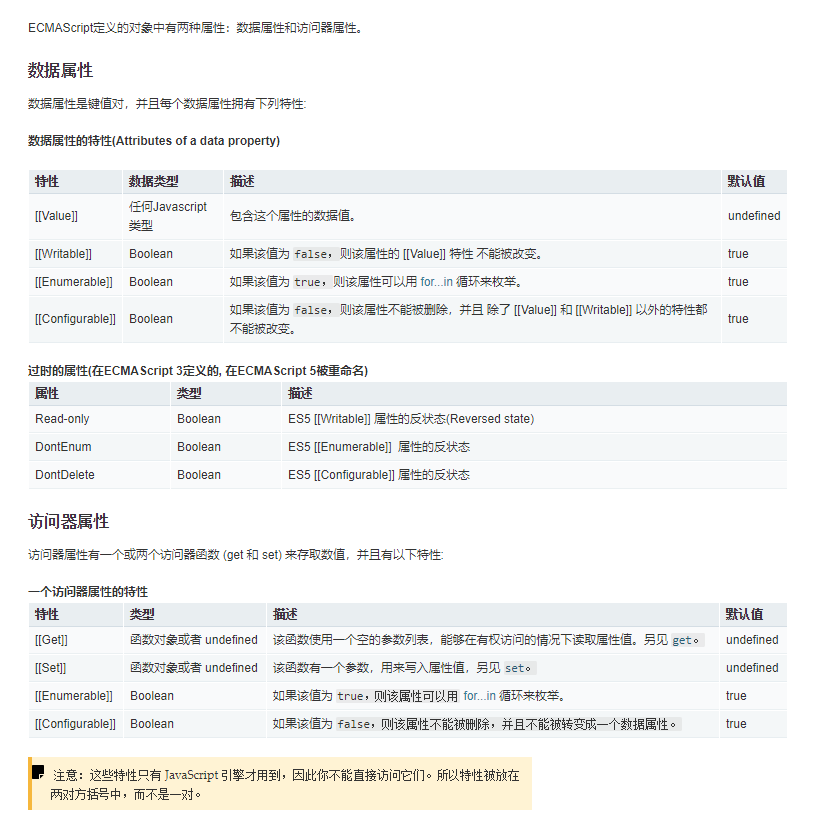 ECMAScript定义的对象中有两种属性：数据属性和访问器属性。
数据属性
数据属性是键值对，并且每个数据属性拥有下列特性:
数据属性的特性(Attributes of a data property)
特性 数据类型 描述 默认值
[[Value]] 任何Javascript类型 包含这个属性的数据值。 undefined
[[Writable]] Boolean 如果该值为 false，则该属性的 [[Value]] 特性 不能被改变。 true
[[Enumerable]] Boolean 如果该值为 true，则该属性可以用 for...in 循环来枚举。 true
[[Configurable]] Boolean 如果该值为 false，则该属性不能被删除，并且 除了 [[Value]] 和 [[Writable]] 以外的特性都
不能被改变。 true
过时的属性(在ECMAScript 3定义的, 在ECMAScript 5被重命名)
属性 类型 描述
Read-only Boolean ES5 [[Writable]] 属性的反状态(Reversed state)
DontEnum Boolean ES5 [[Enumerable]] 属性的反状态
DontDelete Boolean ES5 [[Configurable]] 属性的反状态
访问器属性
访问器属性有一个或两个访问器函数 (get 和 set) 来存取数值，并且有以下特性:
一个访问器属性的特性
特性 类型 描述 默认值
[[Get]] 函数对象或者 undefined 该函数使用一个空的参数列表，能够在有权访问的情况下读取属性值。另见 get。 undefined
[[Set]] 函数对象或者 undefined 该函数有一个参数，用来写入属性值，另见 set。 undefined
[[Enumerable]] Boolean 如果该值为 true，则该属性可以用 for...in 循环来枚举。 true
[[Configurable]] Boolean 如果该值为 false，则该属性不能被删除，并且不能被转变成一个数据属性。 true
注意：这些特性只有 JavaScript 引擎才用到，因此你不能直接访问它们。所以特性被放在
两对方括号中，而不是一对。